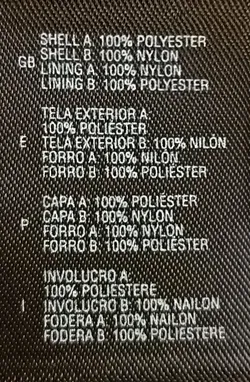 SHELL A: 100% POLYESTER
GB SHELL B: 100% NYLON
LINING A: 100% NYLON
LINING B: 100% POLYESTER
TELA EXTERIOR A:
100% POLIÉSTER
E TELA EXTERIOR B: 100% NILÓN
FORRO A: 100% NILÓN
FORRO B: 100% POLIÉSTER
CAPA A: 100% POLIÉSTER
P CAPA B: 100% NYLON
FORRO A: 100% NYLON
FORRO B: 100% POLIÉSTER
INVOLUCRO A:
100% POLIESTERE
I INVOLUCRO B: 100% NAILON
FODERA A: 100% NAILON
FODERA B: 100% POLIESTERE